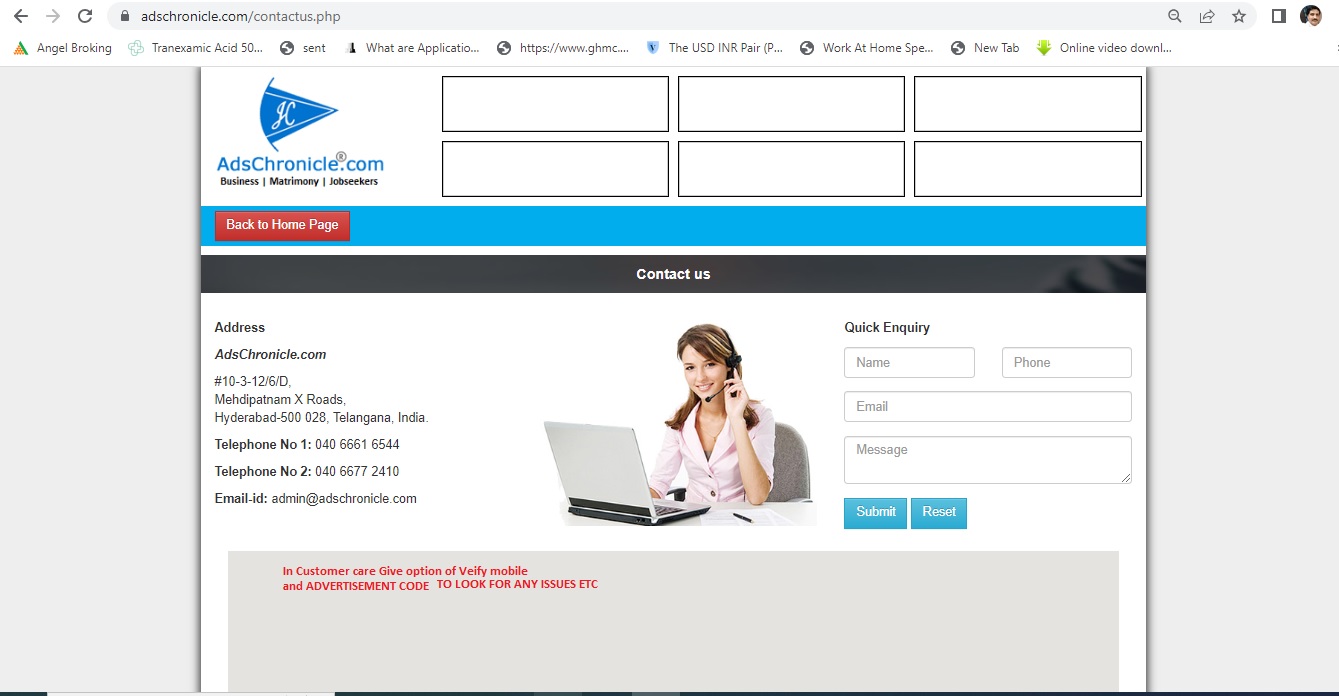 adschronicle.com/contactus.php
Angel Broking
Tranexamic Acid 50...
sent
What are Applicatio...
https://www.ghmc....
The USD INR Pair (P...
Work At Home Spe...
New Tab
Online video downl...
AdsChronicle®.com
Business | Matrimony | Jobseekers
Back to Home Page
Contact us
Address
AdsChronicle.com
#10-3-12/6/D,
Mehdipatnam X Roads,
Hyderabad-500 028, Telangana, India.
Telephone No 1: 040 6661 6544
Telephone No 2: 040 6677 2410
Email-id: admin@adschronicle.com
Quick Enquiry
Name
Phone
Email
Message
Submit
Reset
In Customer care Give option of Veify mobile
and ADVERTISEMENT CODE TO LOOK FOR ANY ISSUES ETC